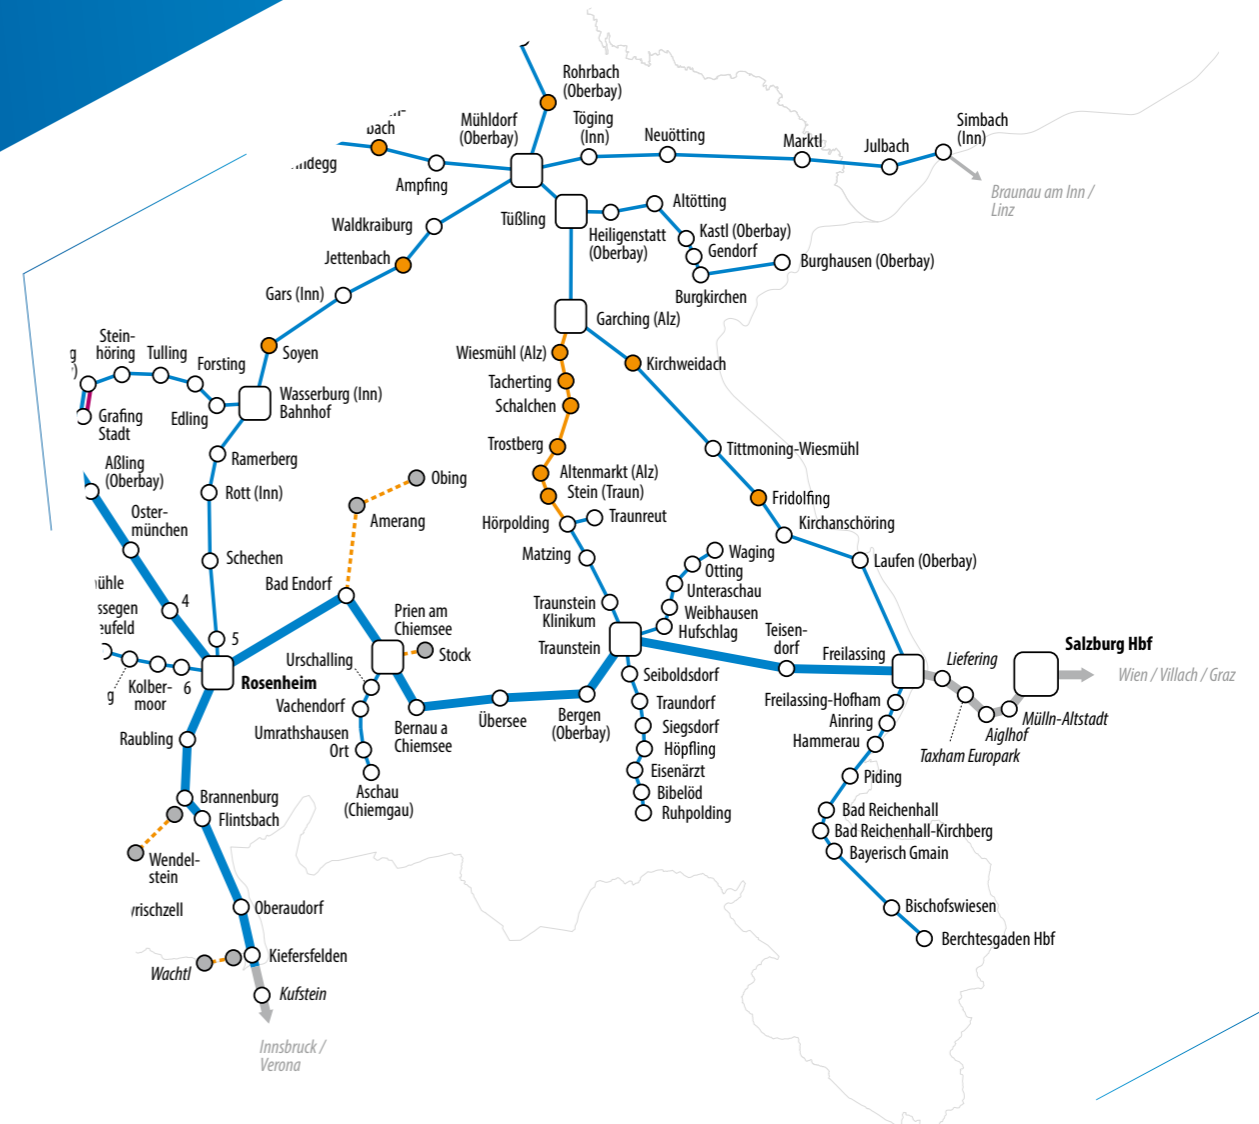 Rohrbach
(Oberbay)
Mühldorf
(Oberbay)
Töging
(Inn)
Neuötting
Marktl
Julbach
Simbach
(Inn)
Braunau am Inn /
Linz
Ampfing
Waldkraiburg
Jettenbach
Gars (Inn)
Soyen
Tüßling
Heiligenstatt
(Oberbay)
Altötting
Kastl (Oberbay)
Gendorf
Burgkirchen
Burghausen (Oberbay)
Garching (Alz)
Wiesmühl (Alz)
Tacherting
Schalchen
Trostberg
Altenmarkt (Alz)
Stein (Traun)
Hörpolding
Traunreut
Matzing
Traunstein
Klinikum
Traunstein
Kirchweidach
Tittmoning-Wiesmühl
Fridolfing
Kirchanschöring
Laufen (Oberbay)
Stein-
höring
Tulling
Forsting
Edling
Wasserburg (Inn)
Bahnhof
Grafing
Stadt
Aßling
(Oberbay)
Oster-
münchen
Ramerberg
Rott (Inn)
Schechen
4
5
6
Kolber-
moor
Rosenheim
Bad Endorf
Amerang
Obing
Prien am
Chiemsee
Stock
Urschalling
Vachendorf
Umrathshausen
Ort
Aschau
(Chiemgau)
Bernau a
Chiemsee
Übersee
Bergen
(Oberbay)
Waging
Otting
Unteraschau
Weibhausen
Hufschlag
Teisen-
dorf
Freilassing
Seiboldsdorf
Traundorf
Siegsdorf
Höpfling
Eisenärzt
Bibelöd
Ruhpolding
Liefering
Salzburg Hbf
Wien / Villach / Graz
Mülln-Altstadt
Aiglhof
Taxham Europark
Freilassing-Hofham
Ainring
Hammerau
Piding
Bad Reichenhall
Bad Reichenhall-Kirchberg
Bayerisch Gmain
Bischofswiesen
Berchtesgaden Hbf
Raubling
Brannenburg
Flintsbach
Wendel-
stein
Oberaudorf
Kiefersfelden
Wachtl
Kufstein
Innsbruck /
Verona